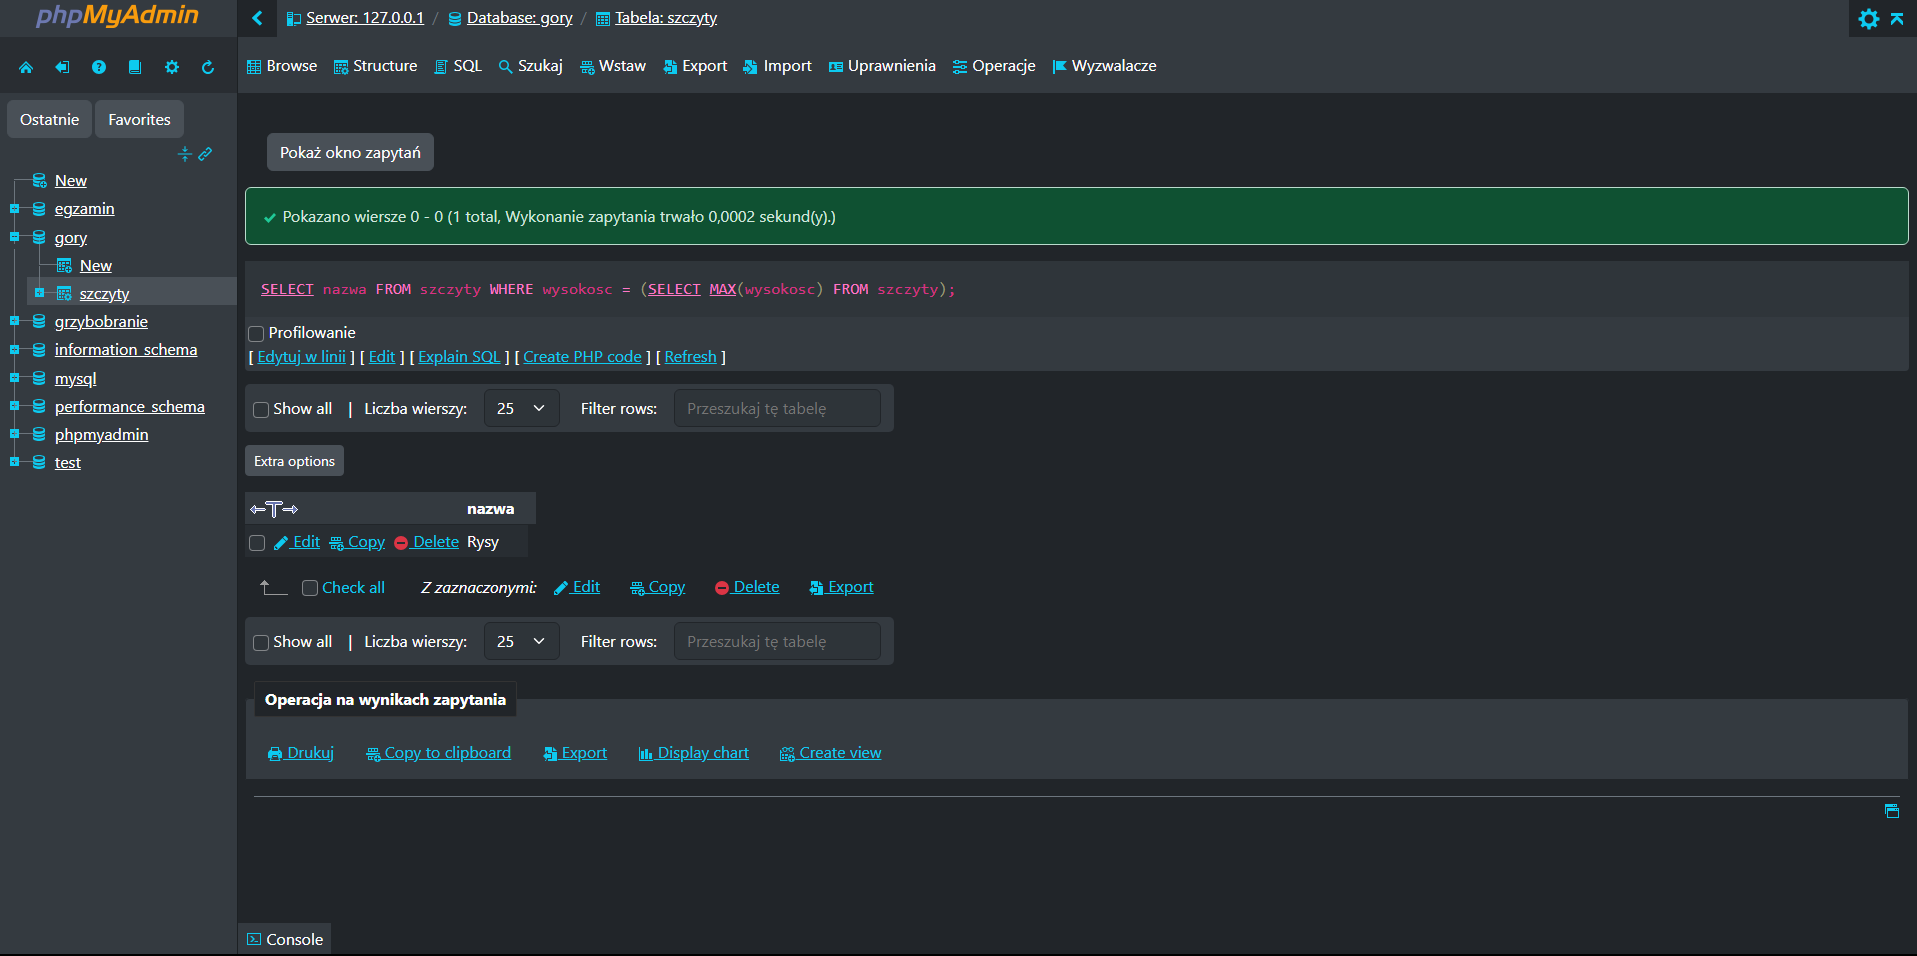 phpMyAdmin
Serwer: 127.0.0.1 / Database: gory / Tabela: szczyty
Browse Structure SQL Szukaj Wstaw Export Import Uprawnienia Operacje Wyzwalacze
Ostatnie Favorites
New
egzamin
gory
New
szczyty
grzybobranie
information_schema
mysql
performance_schema
phpmyadmin
test
Pokaż okno zapytań
Pokazano wiersze 0 - 0 (1 total, Wykonanie zapytania trwało 0,0002 sekund(y).)
SELECT nazwa FROM szczyty WHERE wysokosc = (SELECT MAX(wysokosc) FROM szczyty);
Profilowanie
[ Edytuj w linii ] [ Edit ] [ Explain SQL ] [ Create PHP code ] [ Refresh ]
Show all | Liczba wierszy: 25 Filter rows: Przeszukaj tę tabelę
Extra options
←T→ nazwa
Edit Copy Delete Rysy
Check all Z zaznaczonymi: Edit Copy Delete Export
Show all | Liczba wierszy: 25 Filter rows: Przeszukaj tę tabelę
Operacja na wynikach zapytania
Drukuj Copy to clipboard Export Display chart Create view
Console